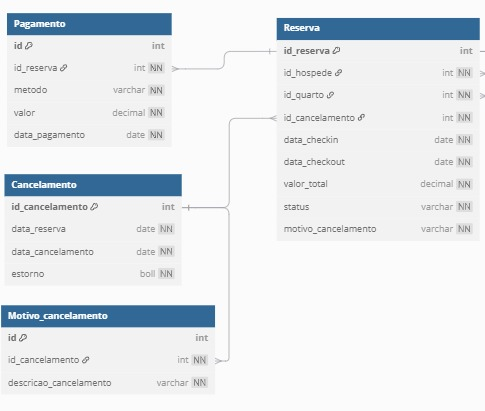 Pagamento
id int
id_reserva int NN
metodo varchar NN
valor decimal NN
data_pagamento date NN
Reserva
id_reserva int
id_hospede int NN
id_quarto int NN
id_cancelamento int NN
data_checkin date NN
data_checkout date NN
valor_total decimal NN
status varchar NN
motivo_cancelamento varchar NN
Cancelamento
id_cancelamento int
data_reserva date NN
data_cancelamento date NN
estorno boll NN
Motivo_cancelamento
id int
id_cancelamento int NN
descricao_cancelamento varchar NN